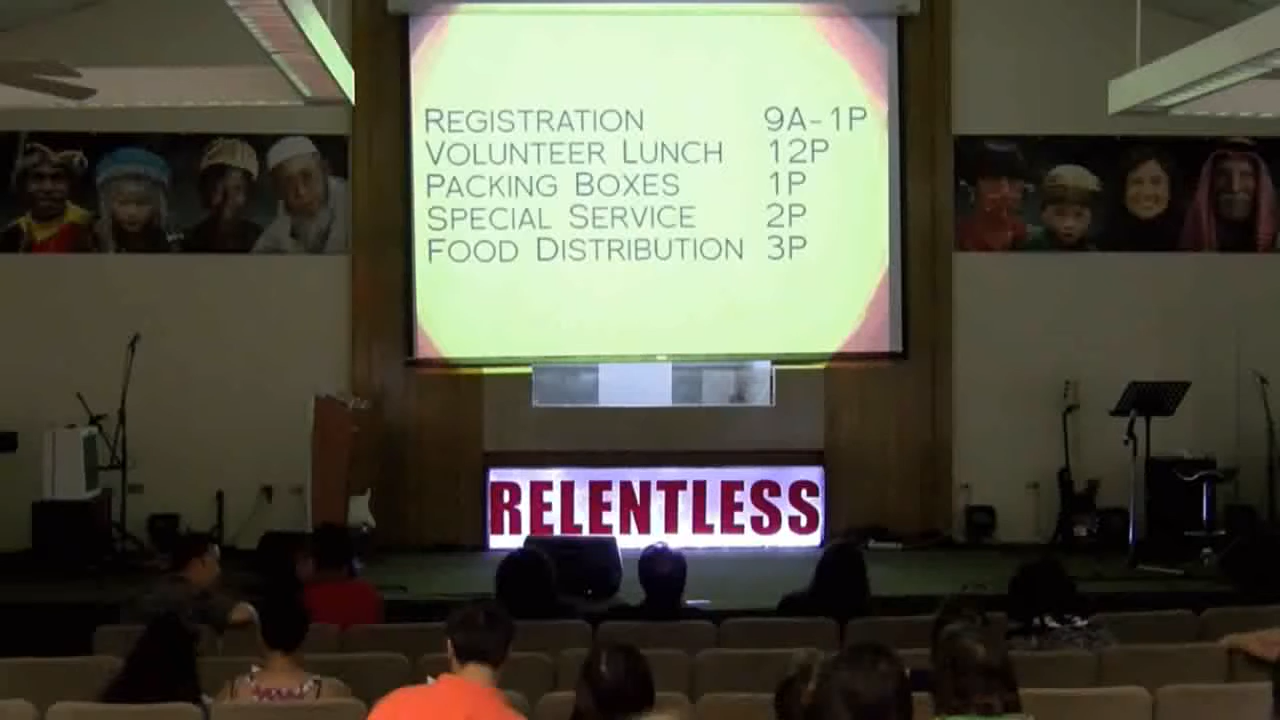 REGISTRATION 9A-1P
VOLUNTEER LUNCH 12P
PACKING BOXES 1P
SPECIAL SERVICE 2P
FOOD DISTRIBUTION 3P
RELENTLESS